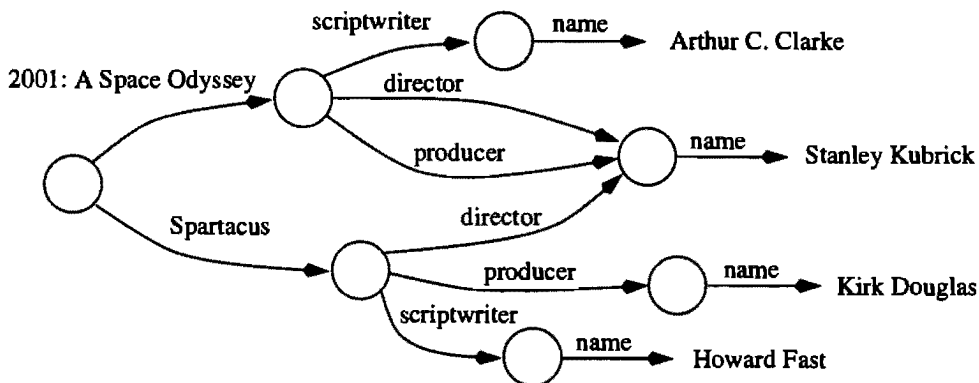 scriptwriter
name
Arthur C. Clarke
2001: A Space Odyssey
director
producer
name
Stanley Kubrick
director
Spartacus
producer
name
Kirk Douglas
scriptwriter
name
Howard Fast